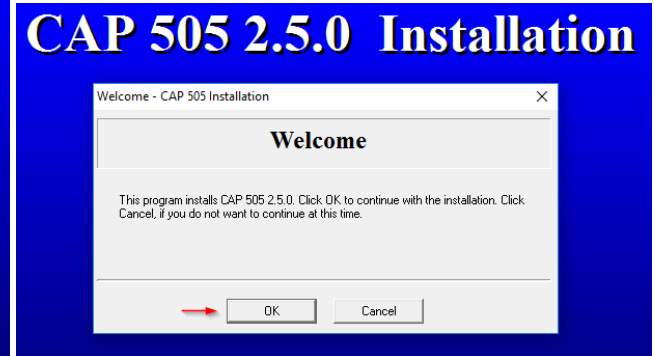 CAP 505 2.5.0 Installation
Welcome - CAP 505 Installation
Welcome
This program installs CAP 505 2.5.0. Click OK to continue with the installation. Click
Cancel, if you do not want to continue at this time.
OK
Cancel